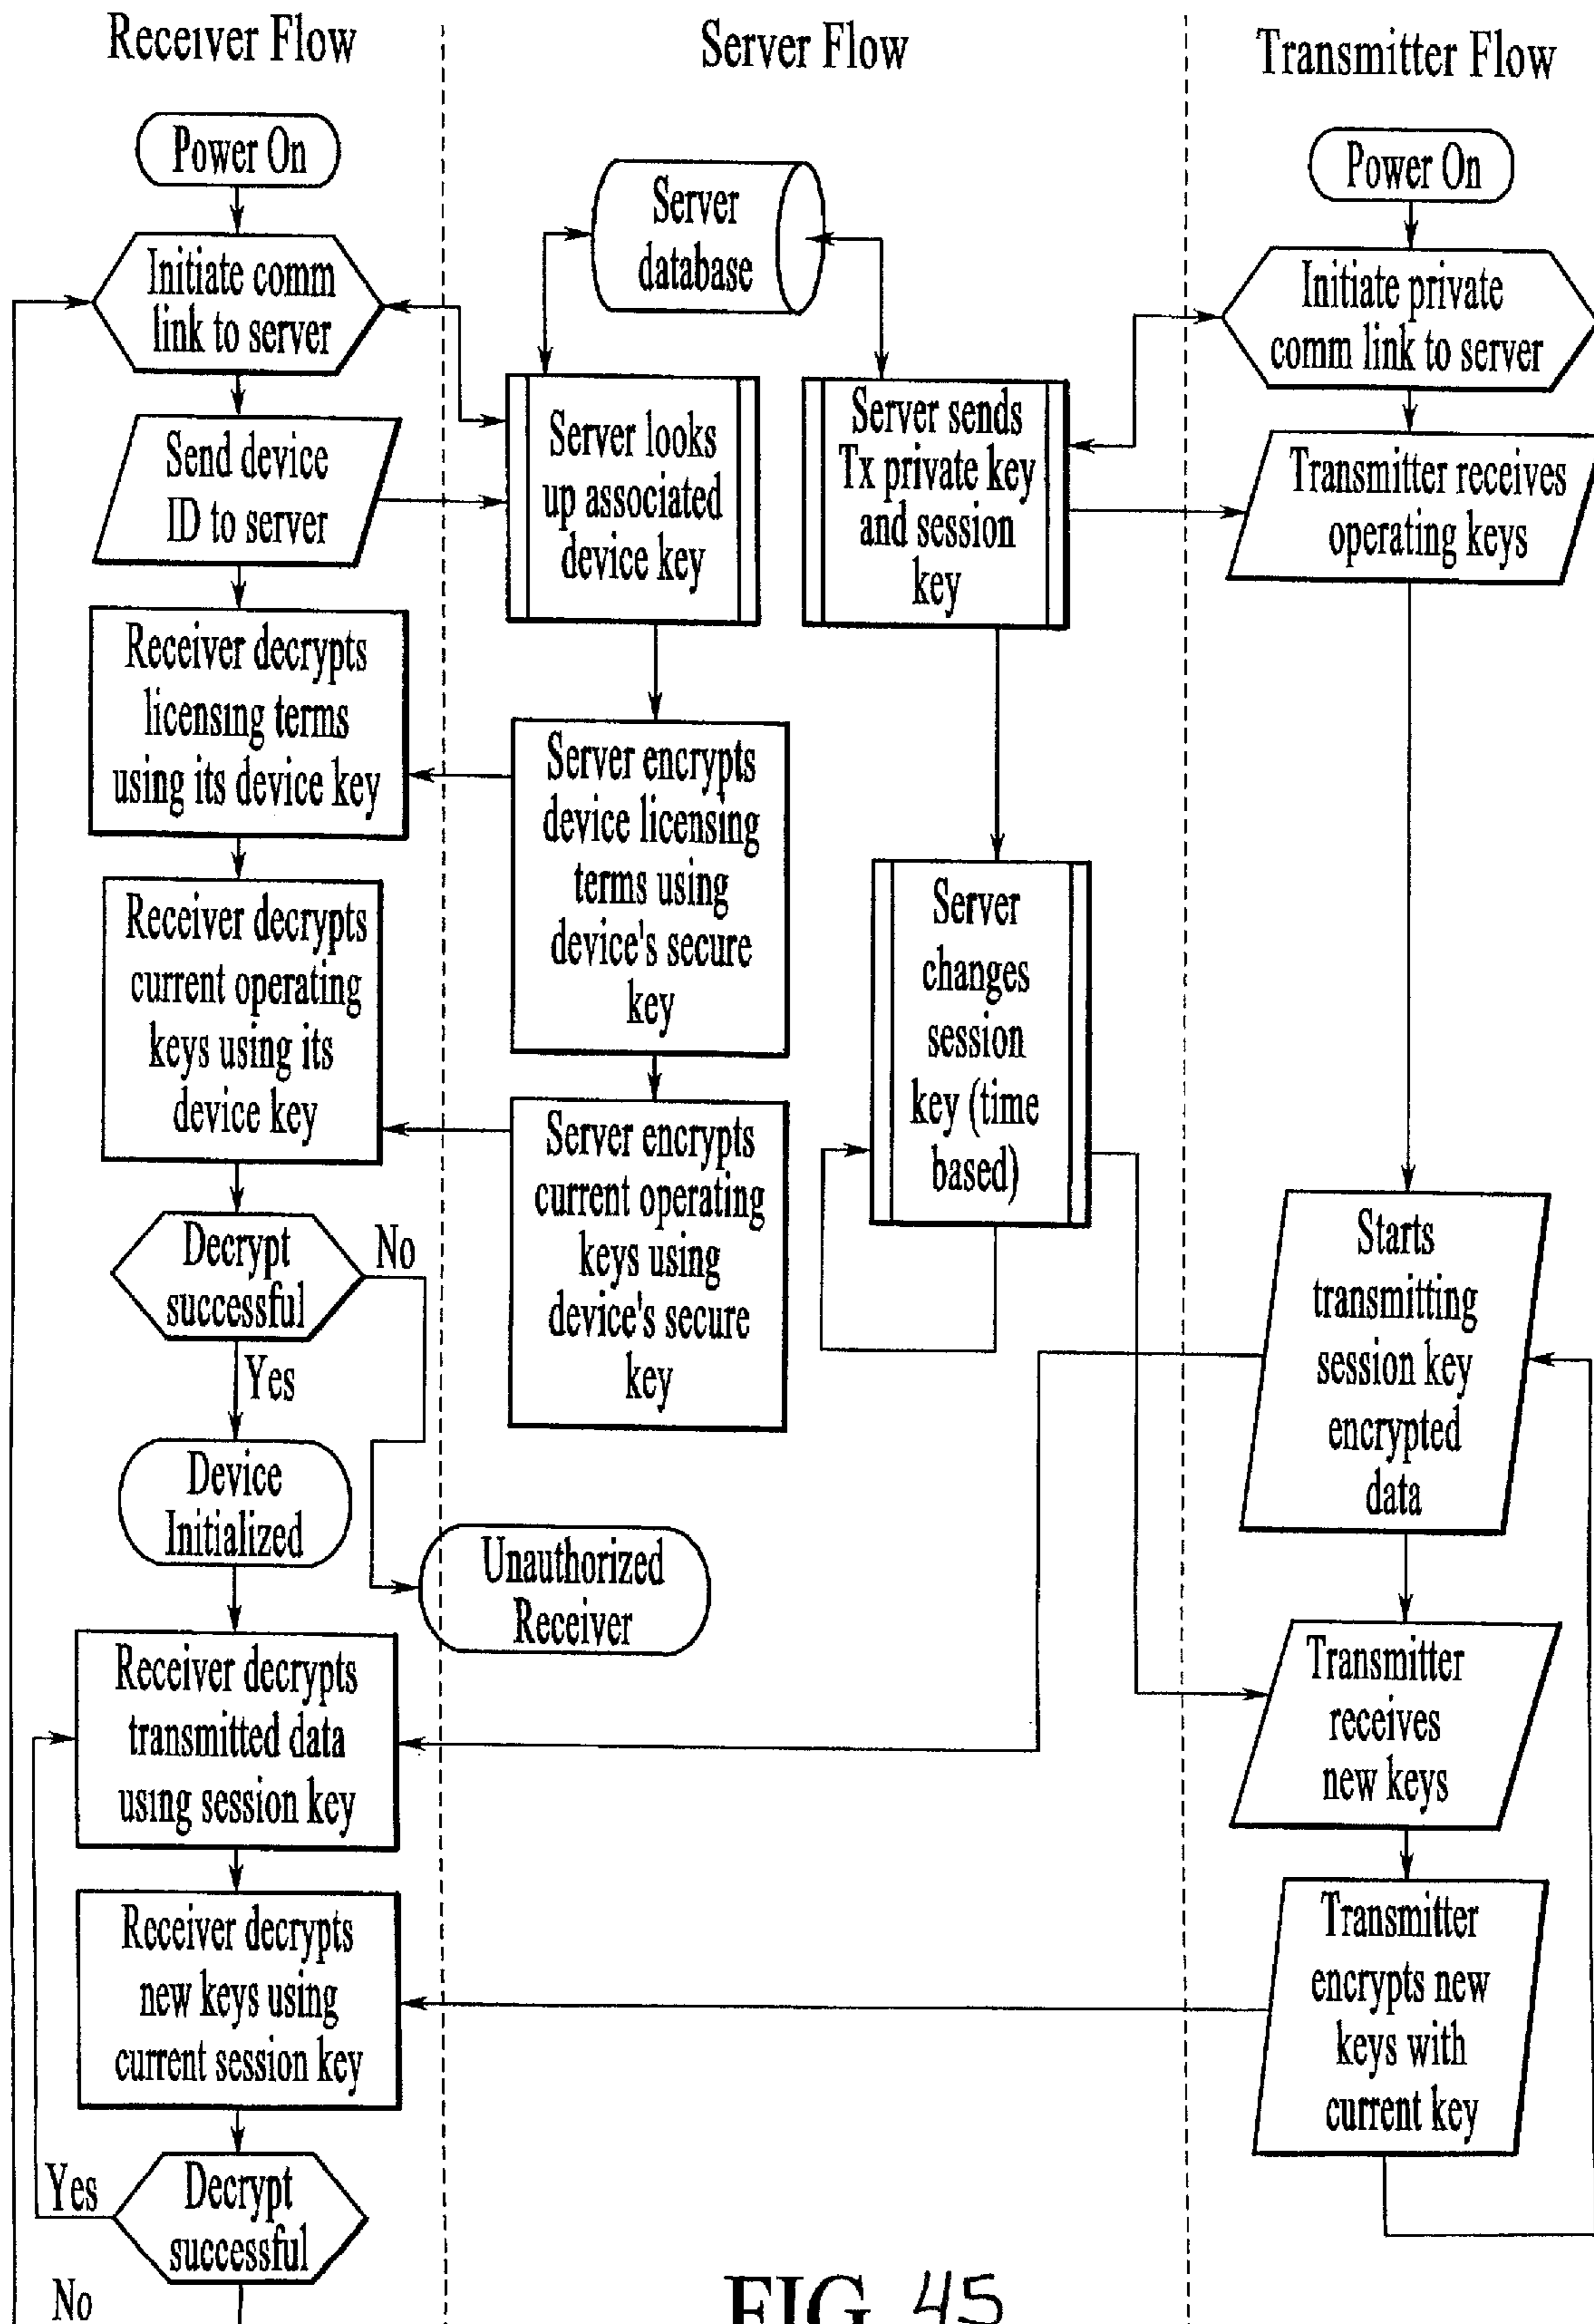 Receiver Flow
Server Flow
Transmitter Flow
Power On
Initiate comm
link to server
Send device
ID to server
Receiver decrypts
licensing terms
using its device key
Receiver decrypts
current operating
keys using its
device key
Decrypt
successful
No
Yes
Device
Initialized
Unauthorized
Receiver
Receiver decrypts
transmitted data
using session key
Receiver decrypts
new keys using
current session key
Decrypt
successful
Yes
No
Server
database
Server looks
up associated
device key
Server encrypts
device licensing
terms using
device's secure
key
Server encrypts
current operating
keys using
device's secure
key
Server sends
Tx private key
and session
key
Server
changes
session
key (time
based)
Power On
Initiate private
comm link to server
Transmitter receives
operating keys
Starts
transmitting
session key
encrypted
data
Transmitter
receives
new keys
Transmitter
encrypts new
keys with
current key
FIG 45